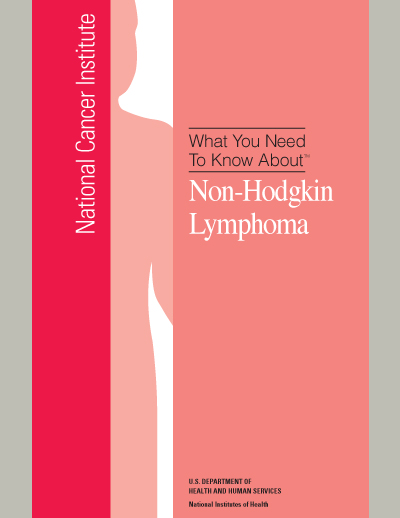 National Cancer Institute
What You Need
To Know About™
Non-Hodgkin
Lymphoma
U.S. DEPARTMENT OF
HEALTH AND HUMAN SERVICES
National Institutes of Health